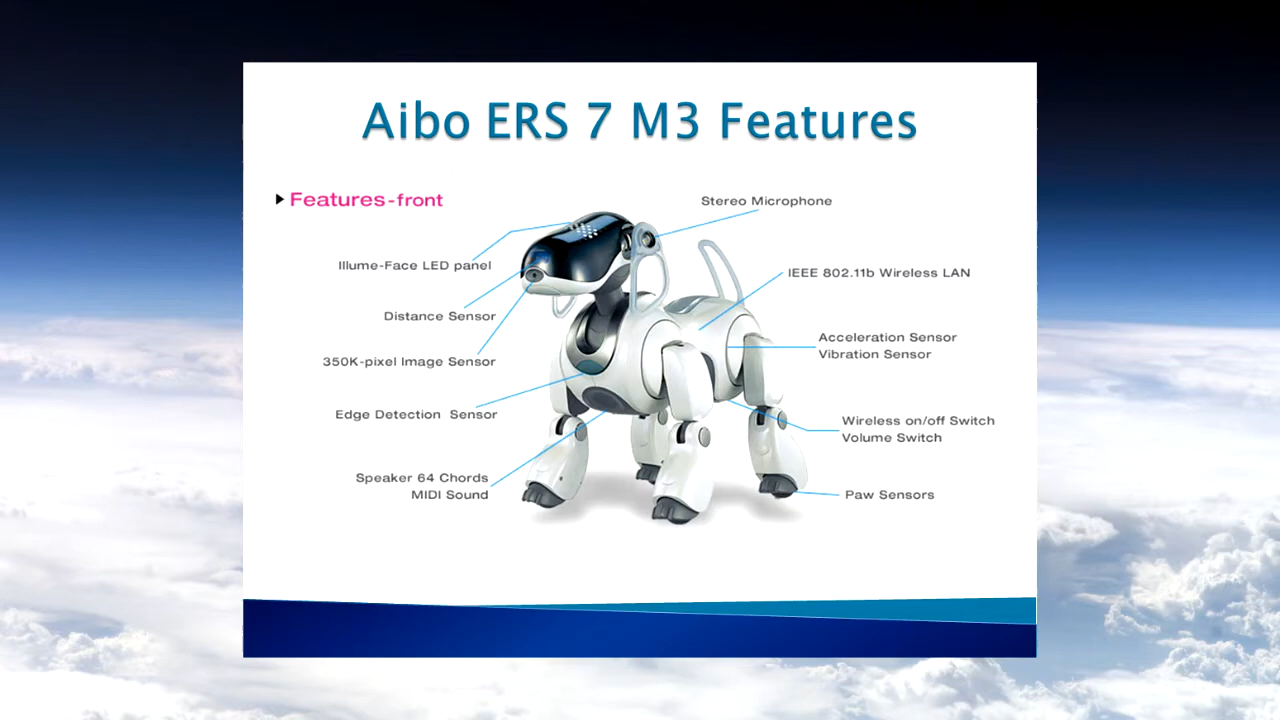 Aibo ERS 7 M3 Features
Features-front
Stereo Microphone
Illume-Face LED panel
IEEE 802.11b Wireless LAN
Distance Sensor
Acceleration Sensor
Vibration Sensor
350K-pixel Image Sensor
Edge Detection Sensor
Wireless on/off Switch
Volume Switch
Speaker 64 Chords
MIDI Sound
Paw Sensors